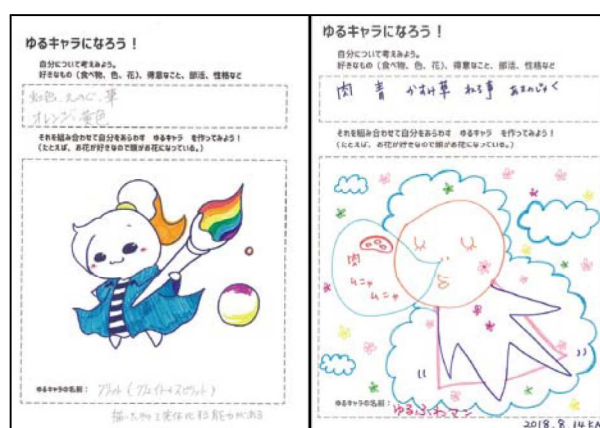 ゆるキャラになろう！
自分について考えみよう。
好きなもの（食べ物、色、花）、得意なこと、部活、性格など
虹色、えのぐ、筆
オレンジ、黄色
それを組み合わせて自分をあらわす　ゆるキャラ　を作ってみよう！
（たとえば、お花が好きなので頭がお花になっている。）
ゆるキャラの名前：
ゆるキャラになろう！
自分について考えみよう。
好きなもの（食べ物、色、花）、得意なこと、部活、性格など
肉　青　かすみ草　ねる事　あまのじゃく
それを組み合わせて自分をあらわす　ゆるキャラ　を作ってみよう！
（たとえば、お花が好きなので頭がお花になっている。）
肉
ムニャ
ムニャ
ゆるキャラの名前：ゆるふわマン
2018.8.14